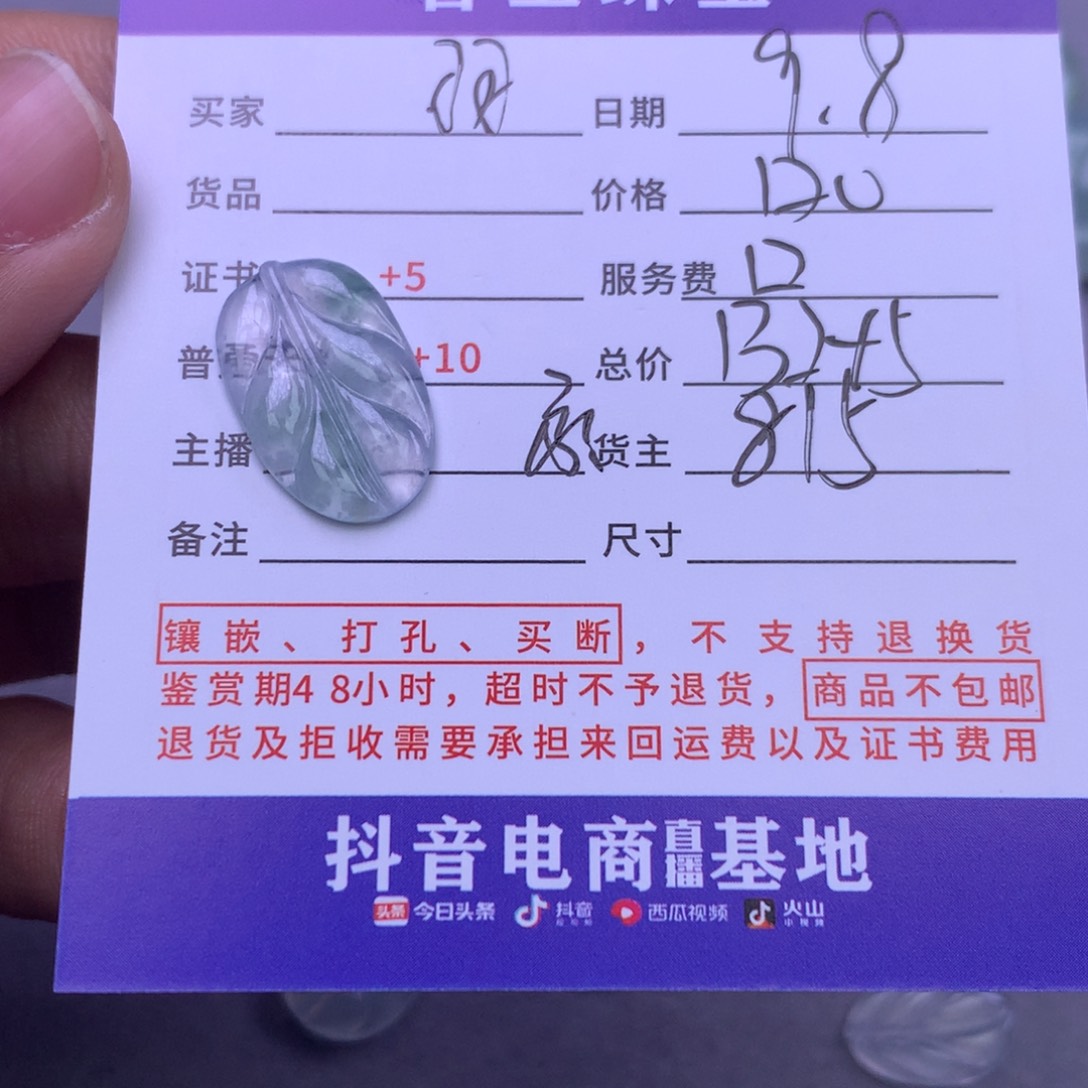 买家 日期 9.8
货品 价格 120
证书 +5 服务费 12
普 +10 总价 132+5
主播 货主 815
备注 尺寸
镶嵌、打孔、买断，不支持退换货
鉴赏期48小时，超时不予退货，商品不包邮
退货及拒收需要承担来回运费以及证书费用
抖音电商直播基地
头条 今日头条 抖音 西瓜视频 火山